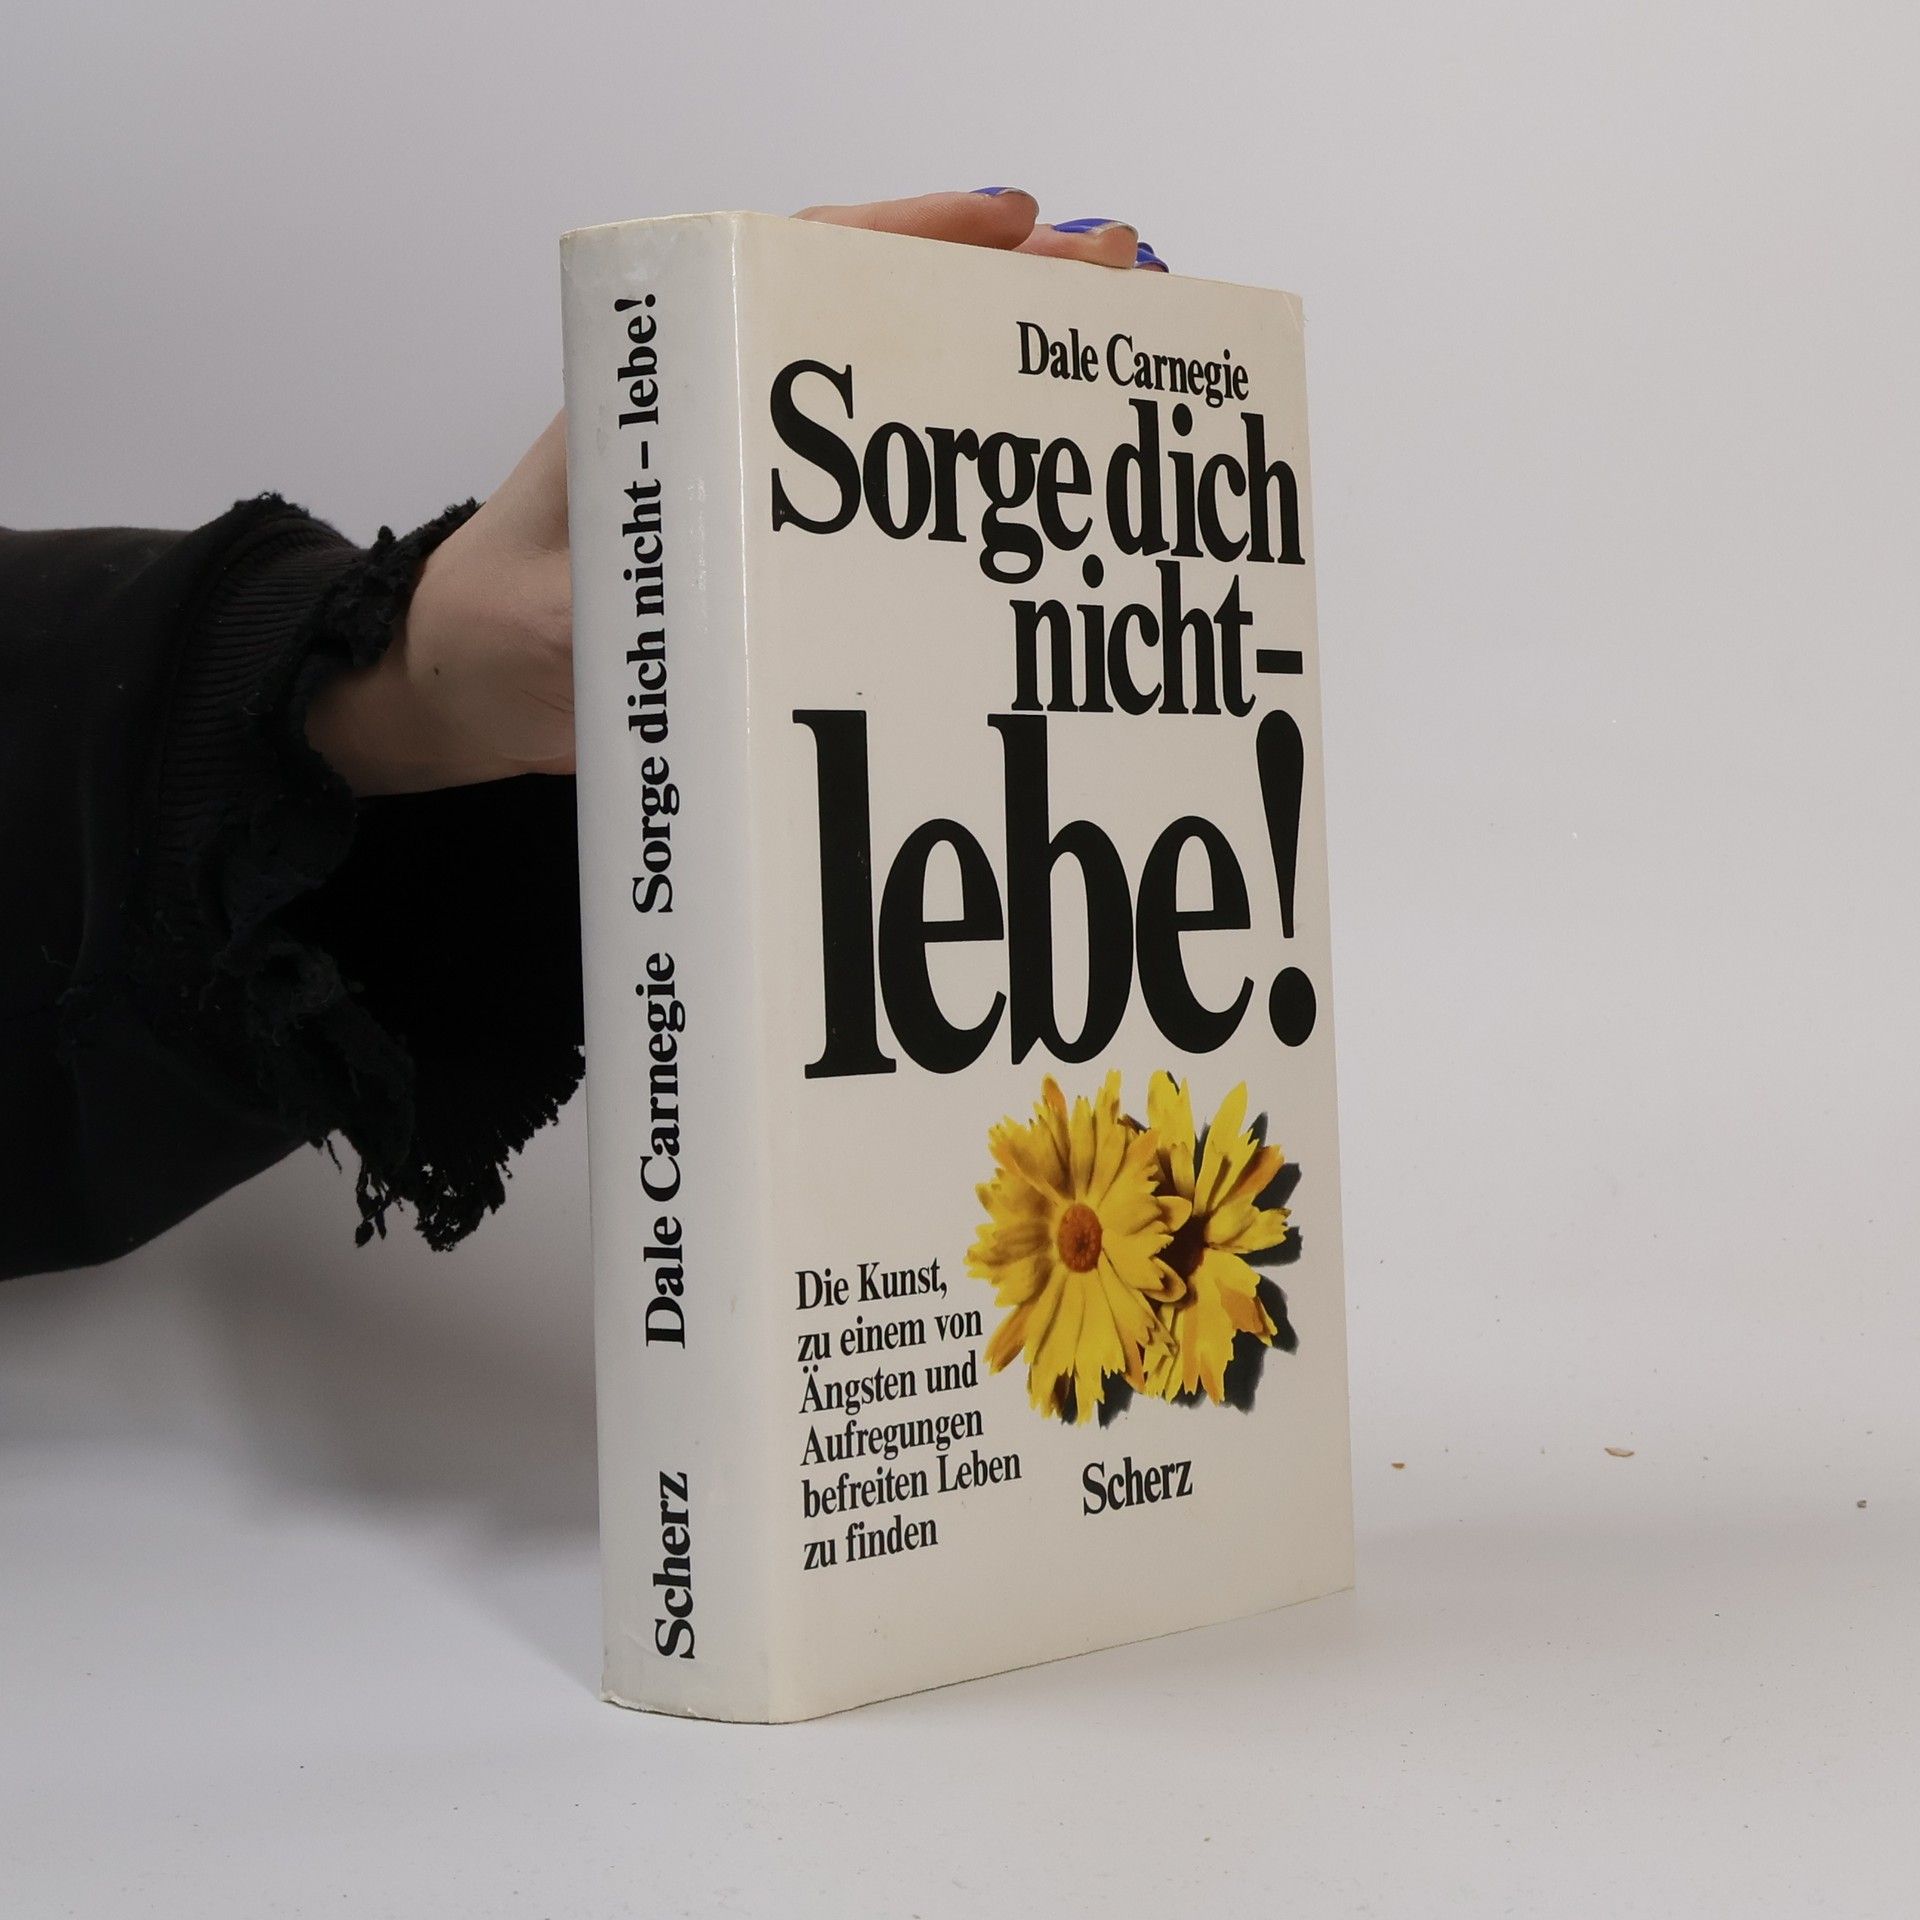 Dale Carnegie Sorge dich nicht – lebe!
Scherz
Dale Carnegie
Sorge dich
nicht –
lebe!
Die Kunst,
zu einem von
Ängsten und
Aufregungen
befreiten Leben
zu finden
Scherz